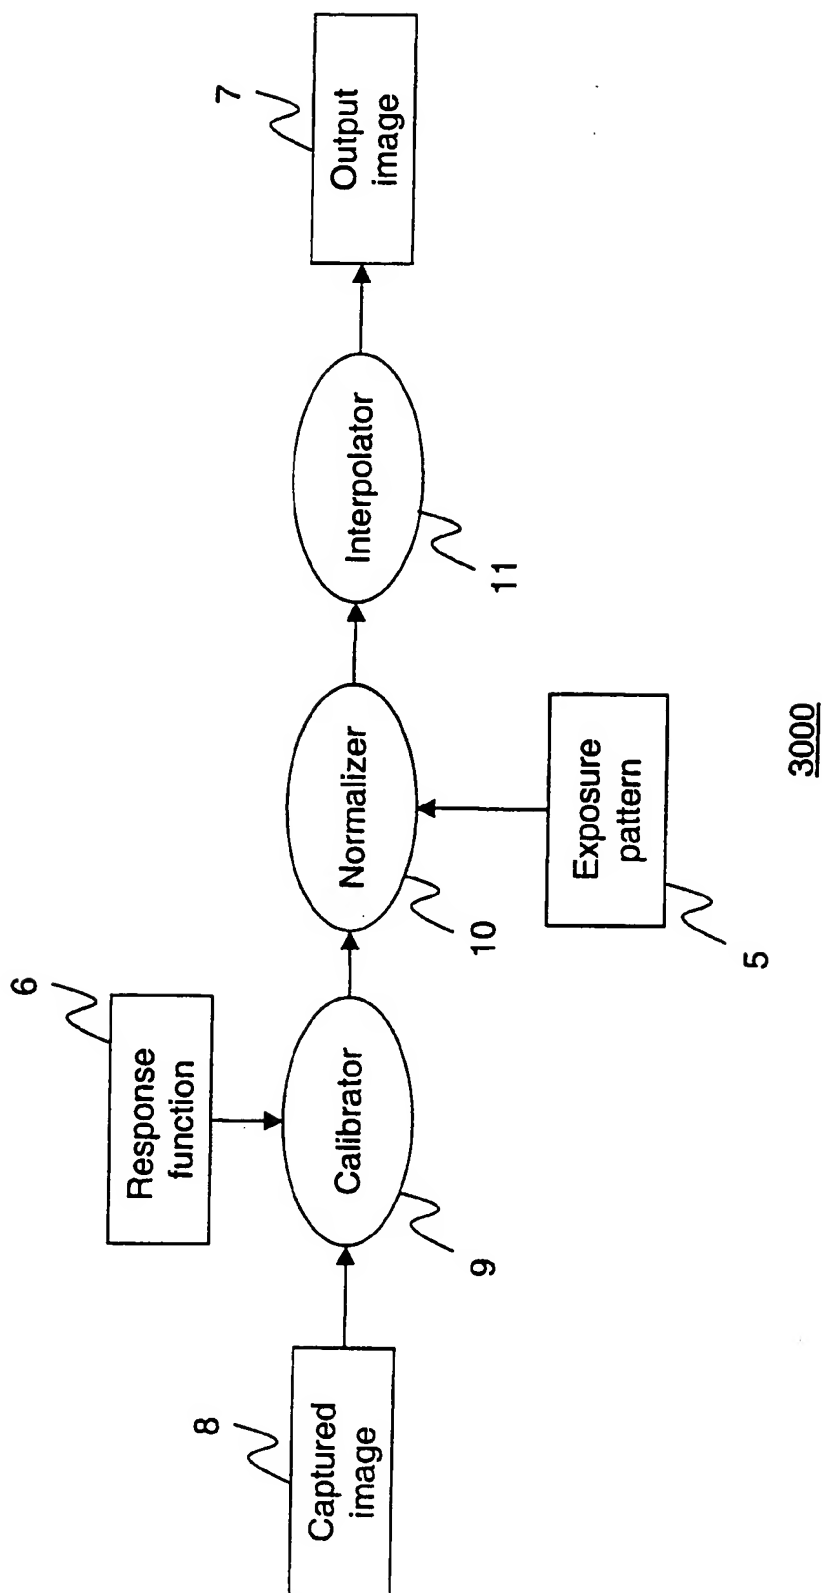 6
7
Response
function
Output
image
8
Captured
image
Calibrator
Normalizer
Interpolator
9
10
11
Exposure
pattern
5
3000